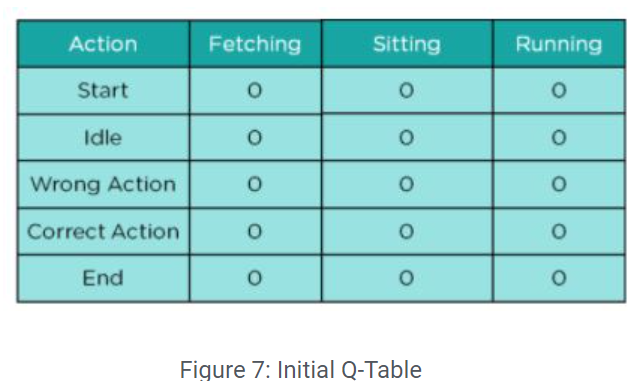 Action Fetching Sitting Running
Start 0 0 0
Idle 0 0 0
Wrong Action 0 0 0
Correct Action 0 0 0
End 0 0 0
Figure 7: Initial Q-Table